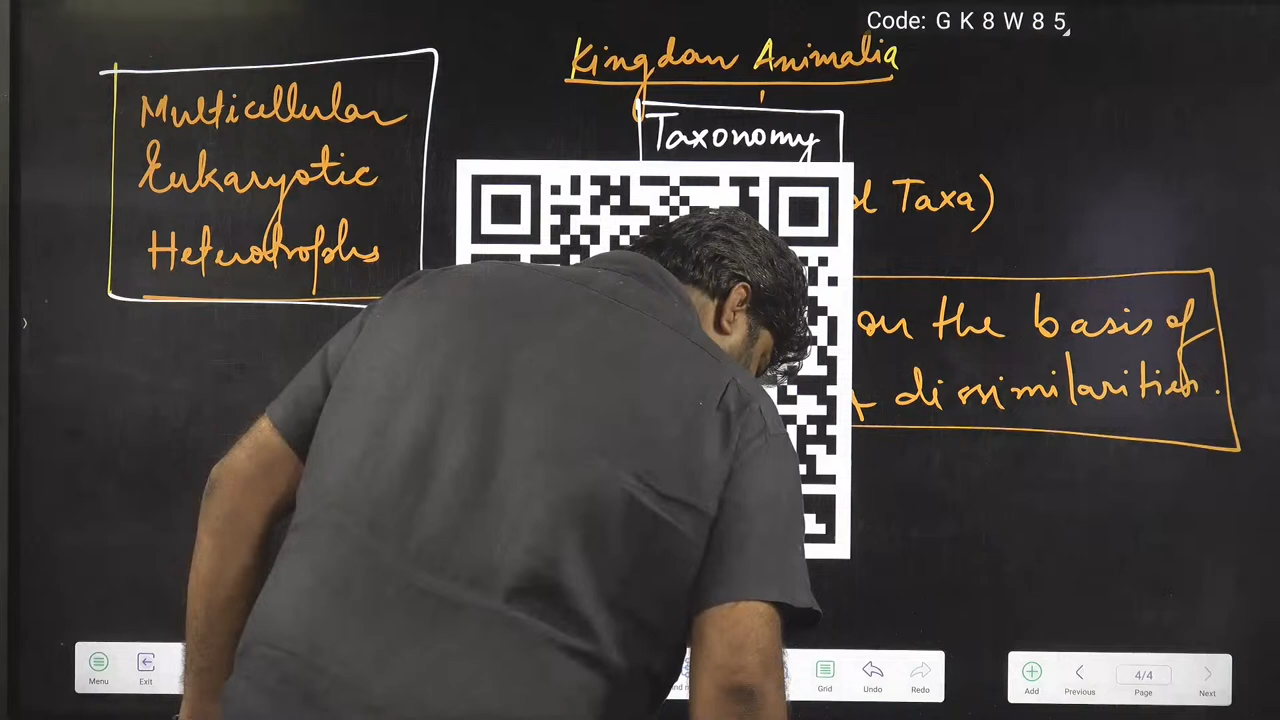 Code: G K 8 W 8 5
Kingdom Animalia
Taxonomy
Multicellular
Eukaryotic
Heterotrophs
Taxa)
on the basis of
dissimilarities.
Menu
Exit
Grid
Undo
Redo
Add
Previous
4/4
Page
Next